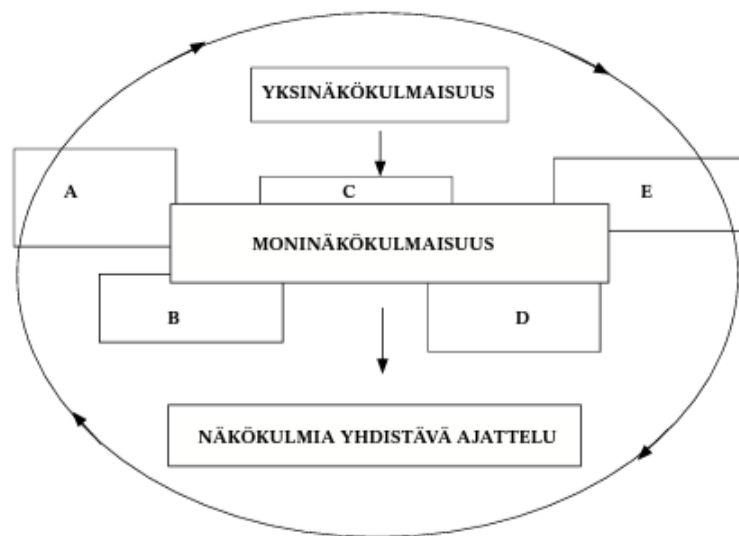 YKSINÄKÖKULMAISUUS
A
C
E
MONINÄKÖKULMAISUUS
B
D
NÄKÖKULMIA YHDISTÄVÄ AJATTELU